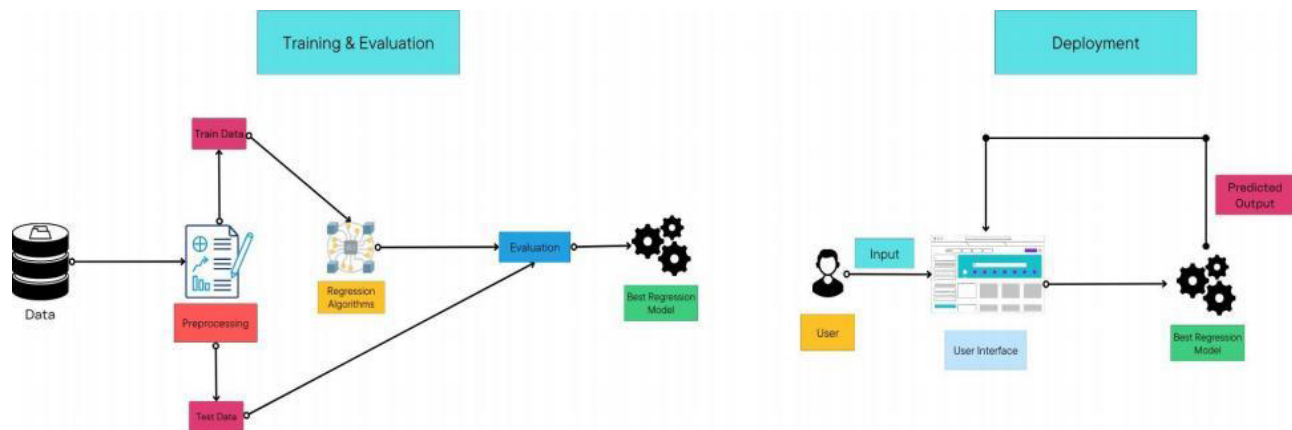 Training & Evaluation
Train Data
Data
Preprocessing
Regression
Algorithms
Evaluation
Best Regression
Model
Test Data
Deployment
Predicted
Output
Input
User
User Interface
Best Regression
Model